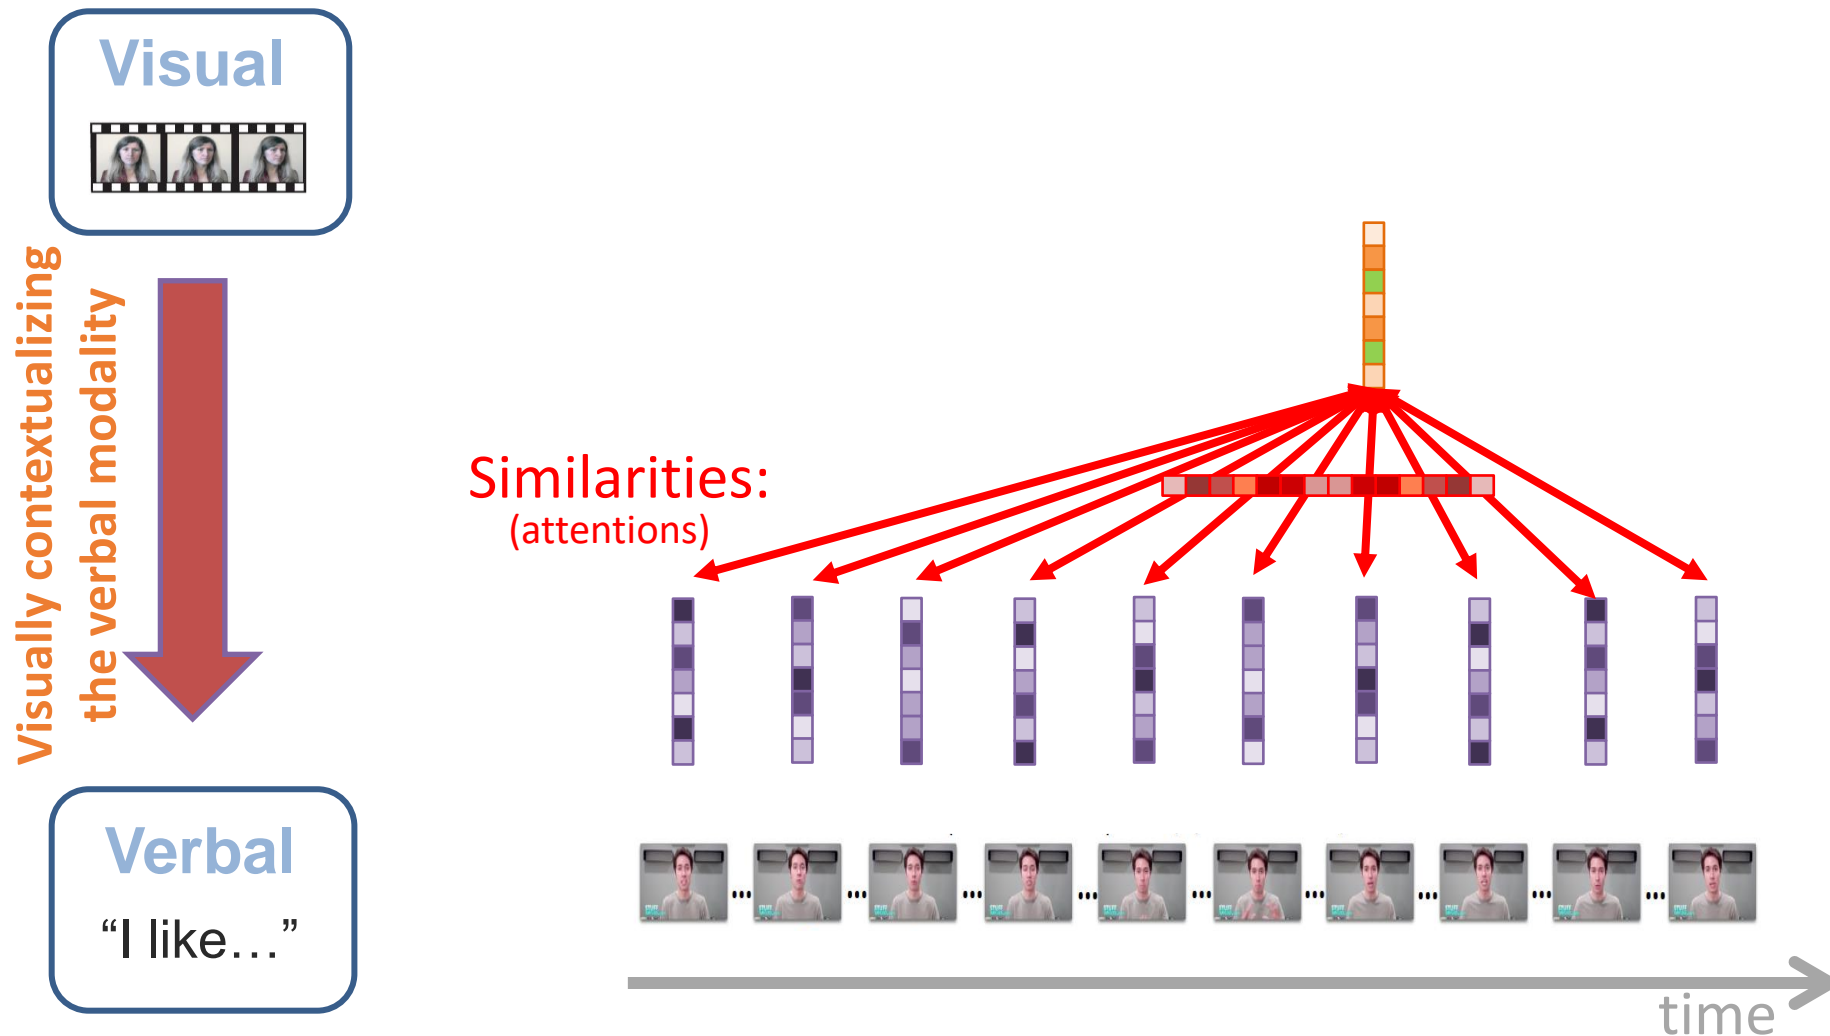 Visual
Visually contextualizing
the verbal modality
Similarities:
(attentions)
Verbal
“I like…”
time